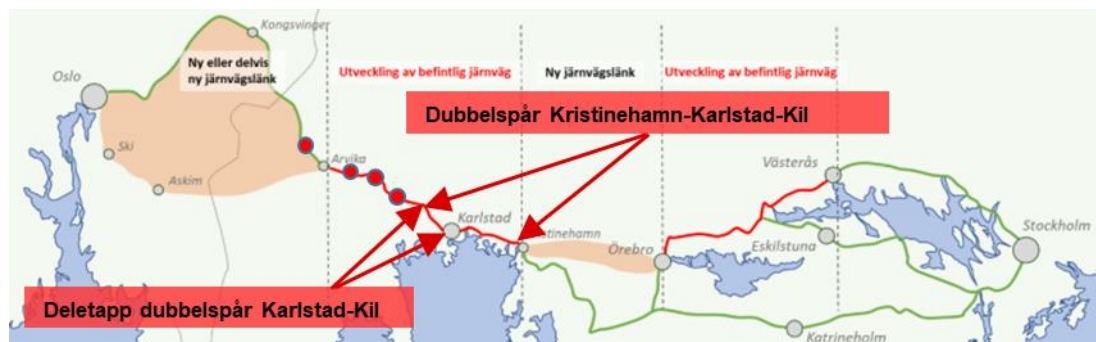 Kongsvinger
Oslo
Ny eller delvis
ny järnvägslänk
Utveckling av befintlig järnväg
Ny järnvägslänk
Utveckling av befintlig järnväg
Dubbelspår Kristinehamn-Karlstad-Kil
Ski
Askim
Arvika
Västerås
Karlstad
istinehamn
Örebro
Eskilstuna
Stockholm
Deletapp dubbelspår Karlstad-Kil
Katrineholm